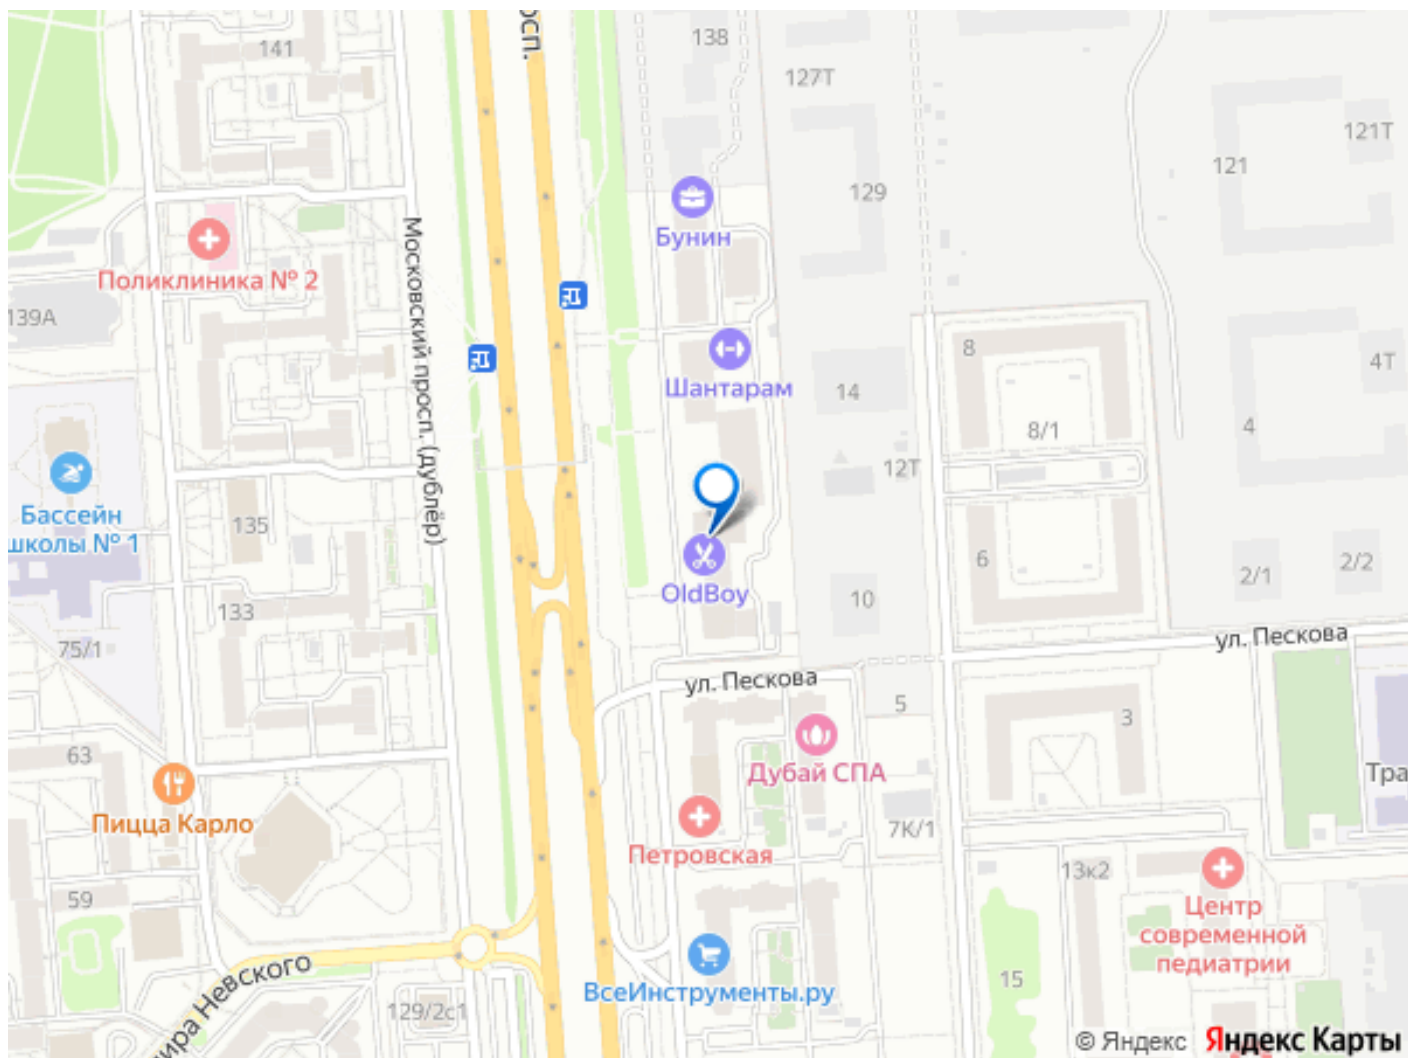 осп.
138
141
127Т
121Т
121
129
Бунин
Поликлиника № 2
Московский просп. (дублёр)
139А
8
4Т
Шантарам
14
8/1
4
12Т
Бассейн
школы № 1
135
6
2/2
2/1
OldBoy
10
133
75/1
ул. Пескова
ул. Пескова
5
3
63
Дубай СПА
Тра
Пицца Карло
7К/1
Петровская
13к2
59
Центр
современной
педиатрии
ира Невского
15
ВсеИнструменты.ру
129/2с1
© Яндекс Яндекс Карты